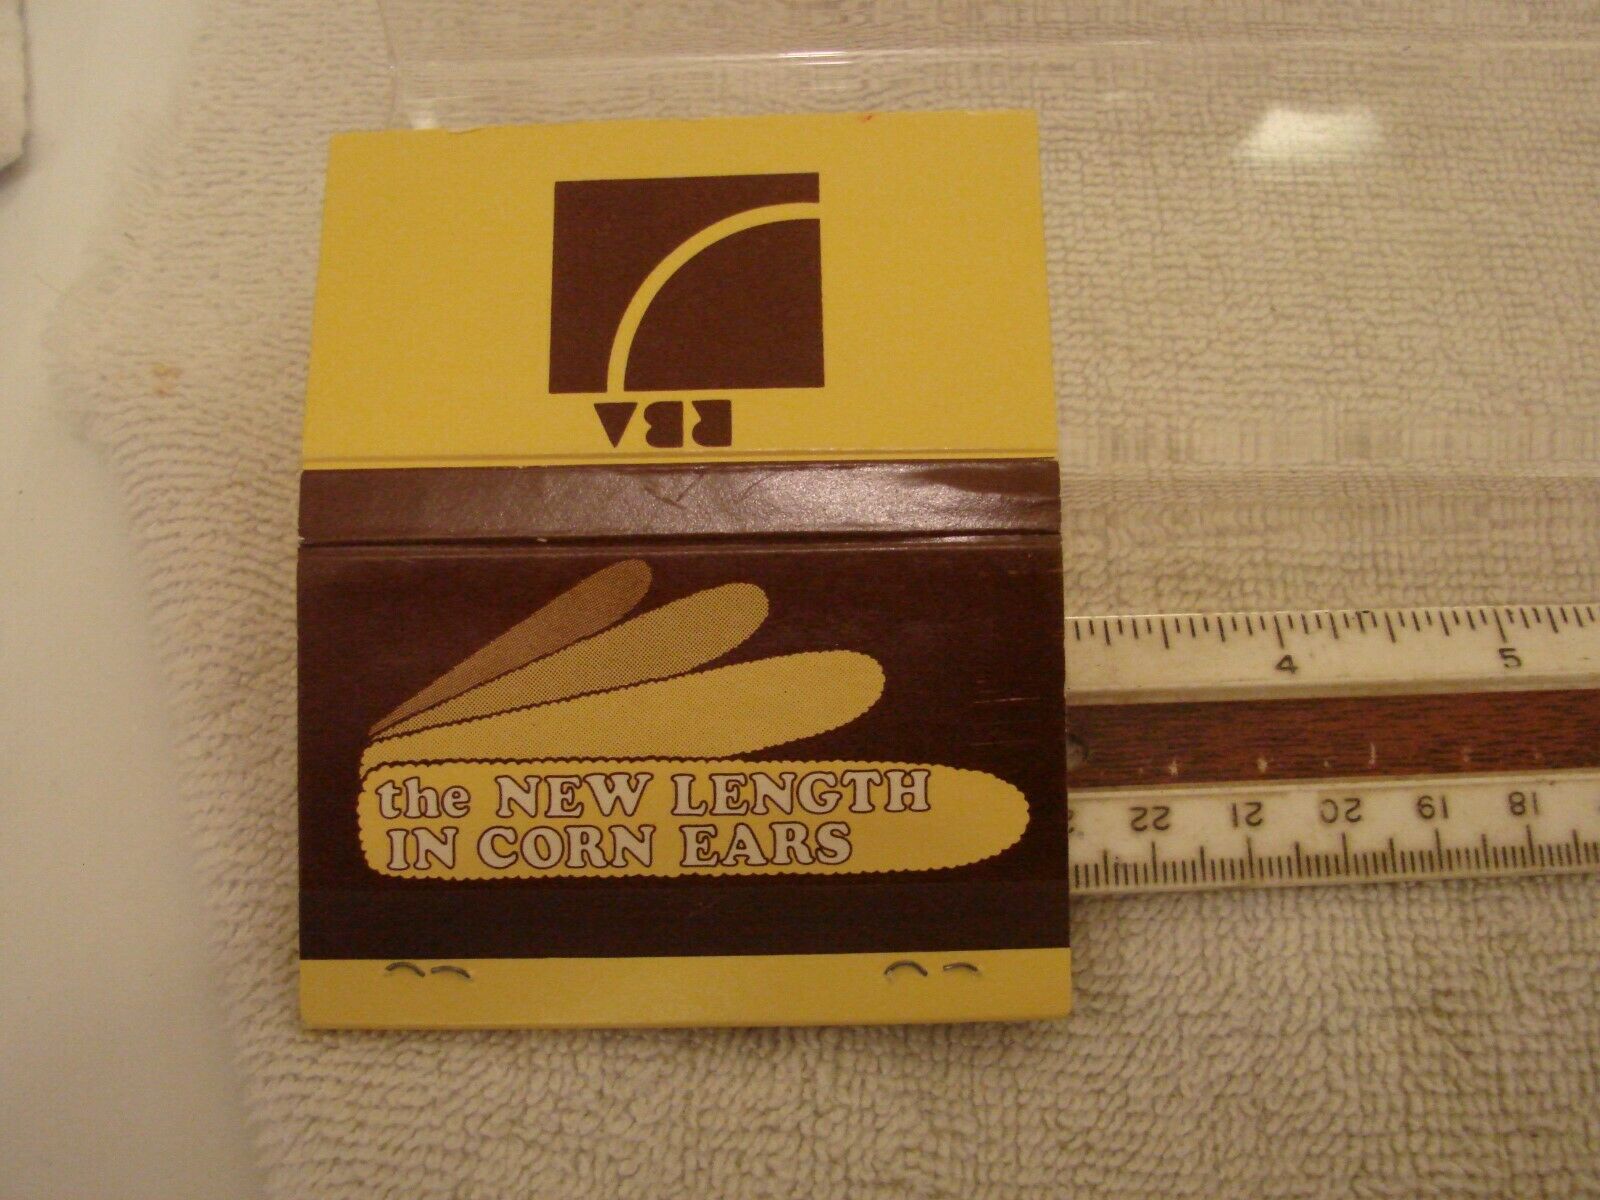 RBA
the NEW LENGTH
IN CORN EARS
4 5
18 19 20 21 22